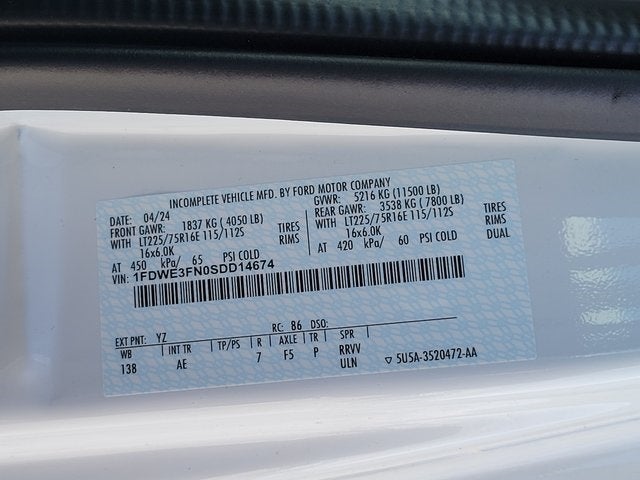 INCOMPLETE VEHICLE MFD. BY FORD MOTOR COMPANY
DATE: 04/24 GVWR: 5216 KG (11500 LB)
FRONT GAWR: 1837 KG (4050 LB) REAR GAWR: 3538 KG (7800 LB)
WITH LT225/75R16E 115/112S TIRES WITH LT225/75R16E 115/112S TIRES
16x6.0K RIMS 16x6.0K RIMS
AT 450 kPa/ 65 PSI COLD AT 420 kPa/ 60 PSI COLD DUAL
VIN: 1FDWE3FN0SDD14674
EXT PNT: YZ RC: 86 DSO:
WB INT TR TP/PS R AXLE TR SPR
138 AE 7 F5 P RRVV
ULN ▽ 5U5A-3520472-AA